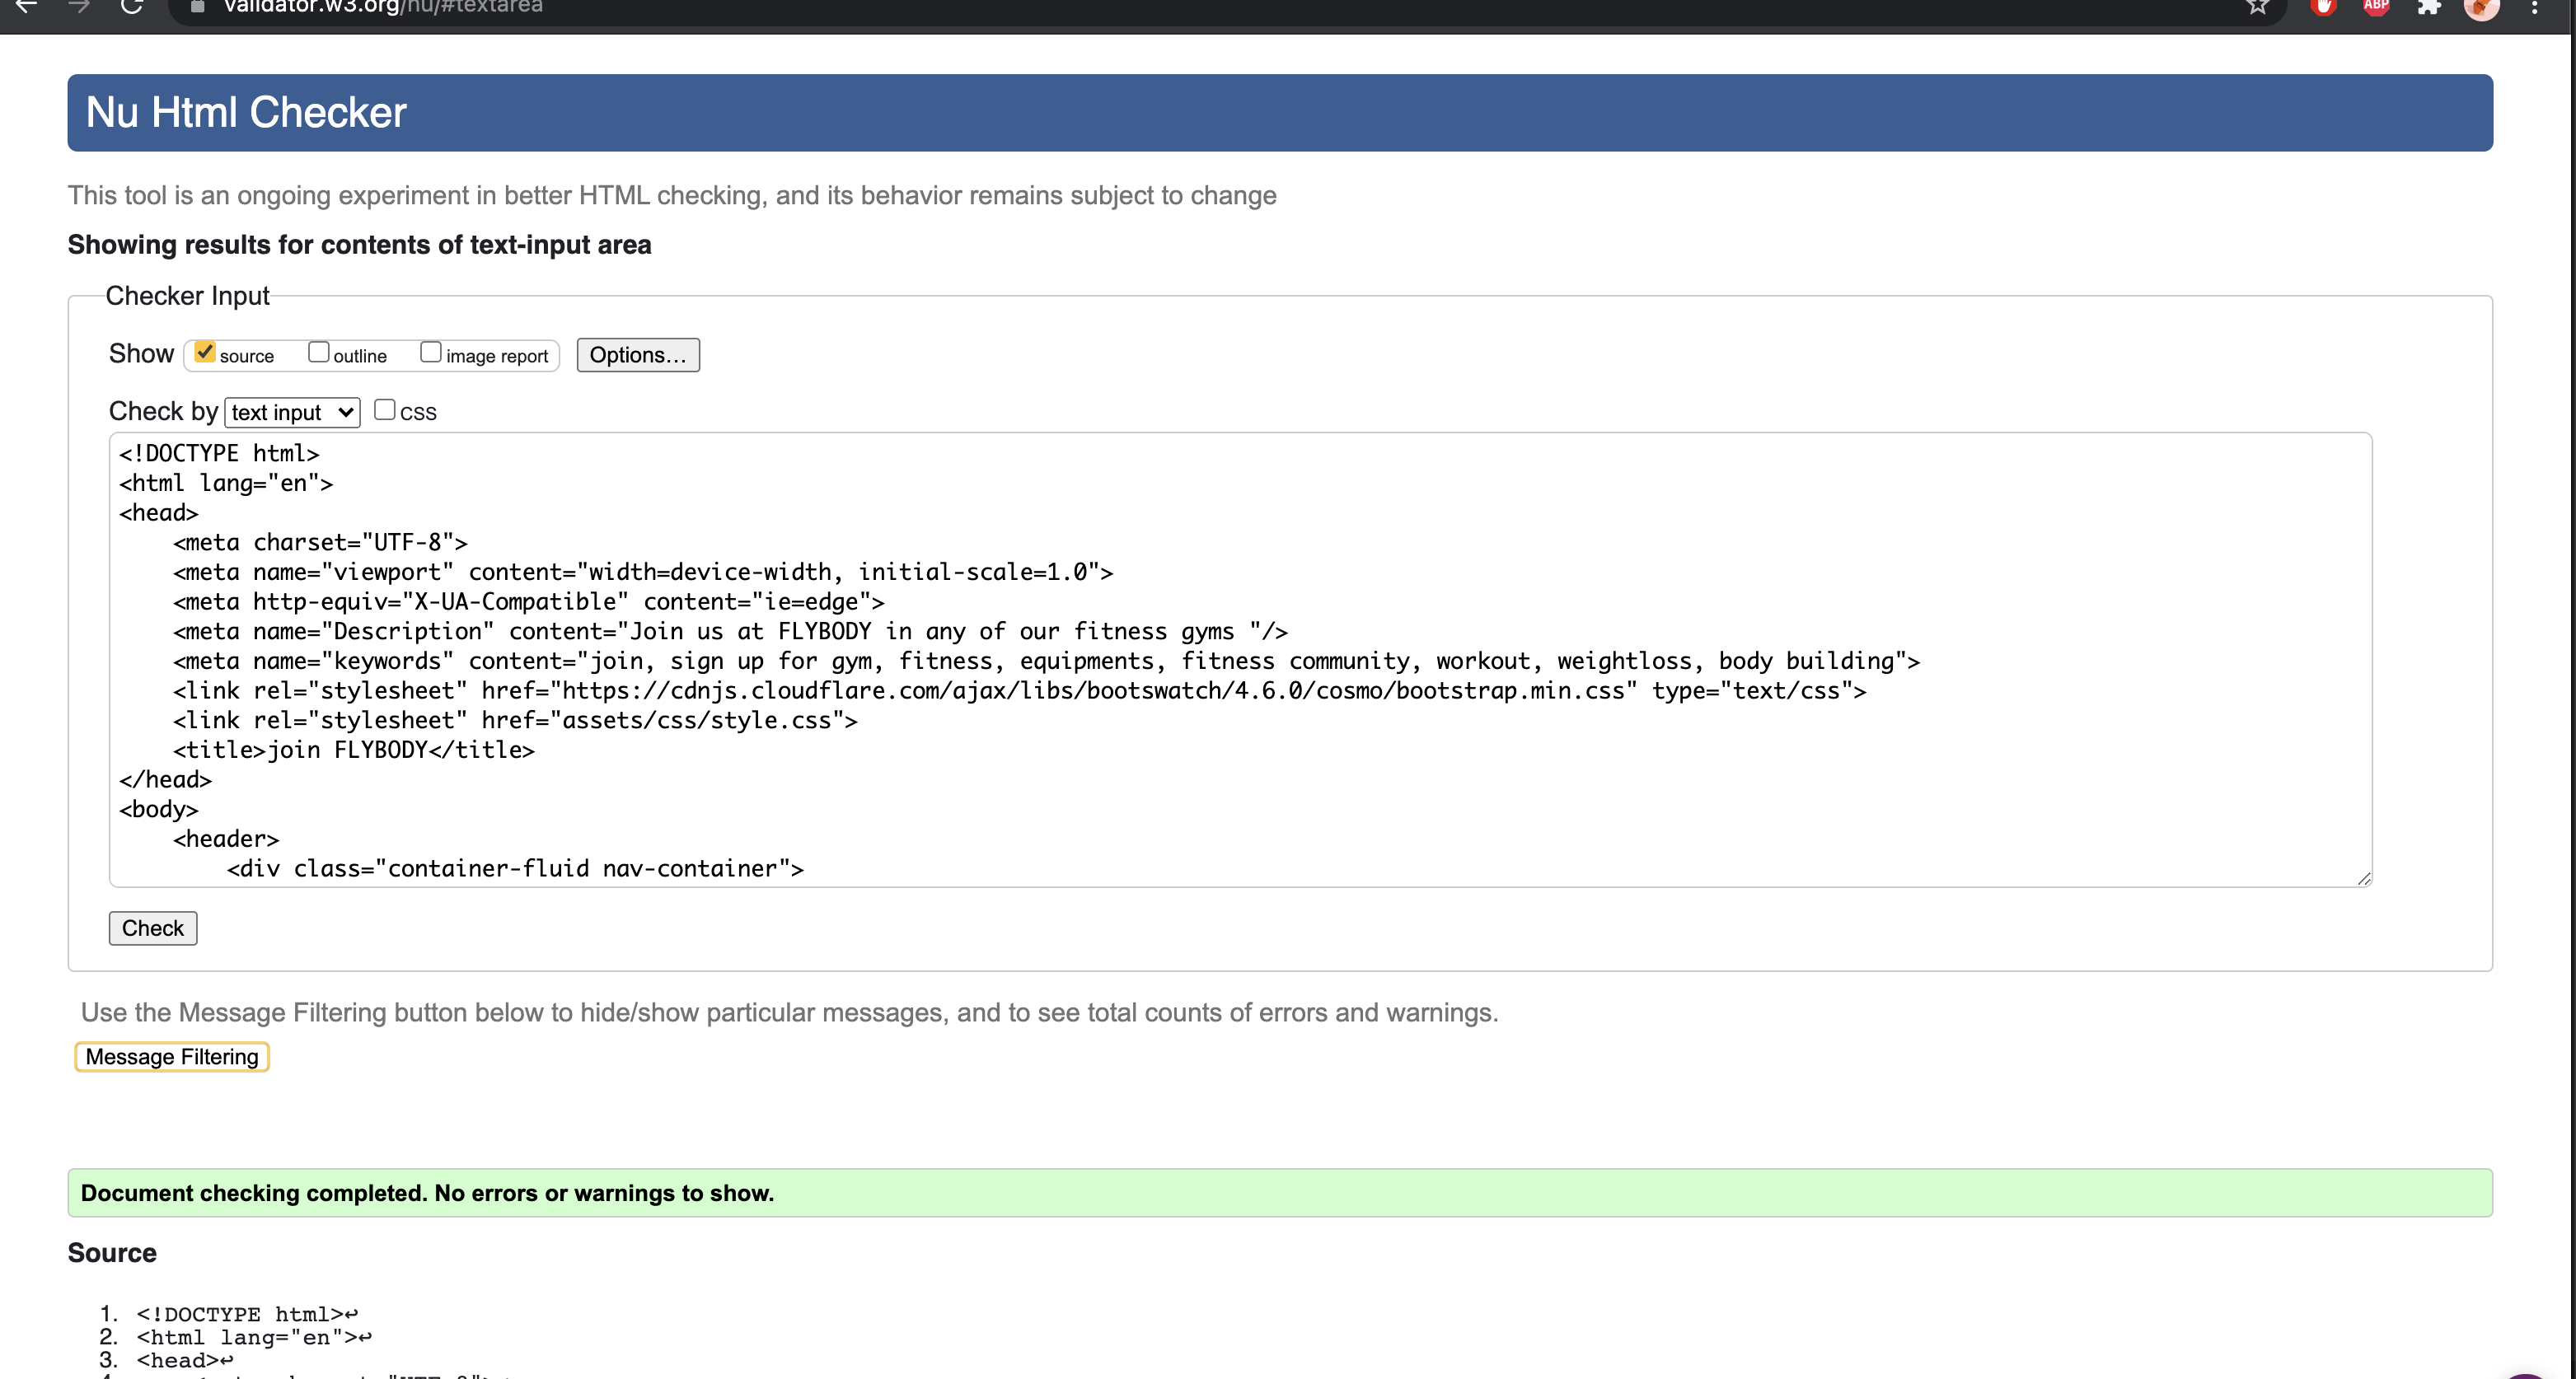 validator.w3.org/nu/#textarea
ABP
Nu Html Checker
This tool is an ongoing experiment in better HTML checking, and its behavior remains subject to change
Showing results for contents of text-input area
Checker Input
Show source outline image report Options...
Check by text input CSS
<!DOCTYPE html>
<html lang="en">
<head>
    <meta charset="UTF-8">
    <meta name="viewport" content="width=device-width, initial-scale=1.0">
    <meta http-equiv="X-UA-Compatible" content="ie=edge">
    <meta name="Description" content="Join us at FLYBODY in any of our fitness gyms "/>
    <meta name="keywords" content="join, sign up for gym, fitness, equipments, fitness community, workout, weightloss, body building">
    <link rel="stylesheet" href="https://cdnjs.cloudflare.com/ajax/libs/bootswatch/4.6.0/cosmo/bootstrap.min.css" type="text/css">
    <link rel="stylesheet" href="assets/css/style.css">
    <title>join FLYBODY</title>
</head>
<body>
    <header>
        <div class="container-fluid nav-container">
Check
Use the Message Filtering button below to hide/show particular messages, and to see total counts of errors and warnings.
Message Filtering
Document checking completed. No errors or warnings to show.
Source
1. <!DOCTYPE html>↩
2. <html lang="en">↩
3. <head>↩